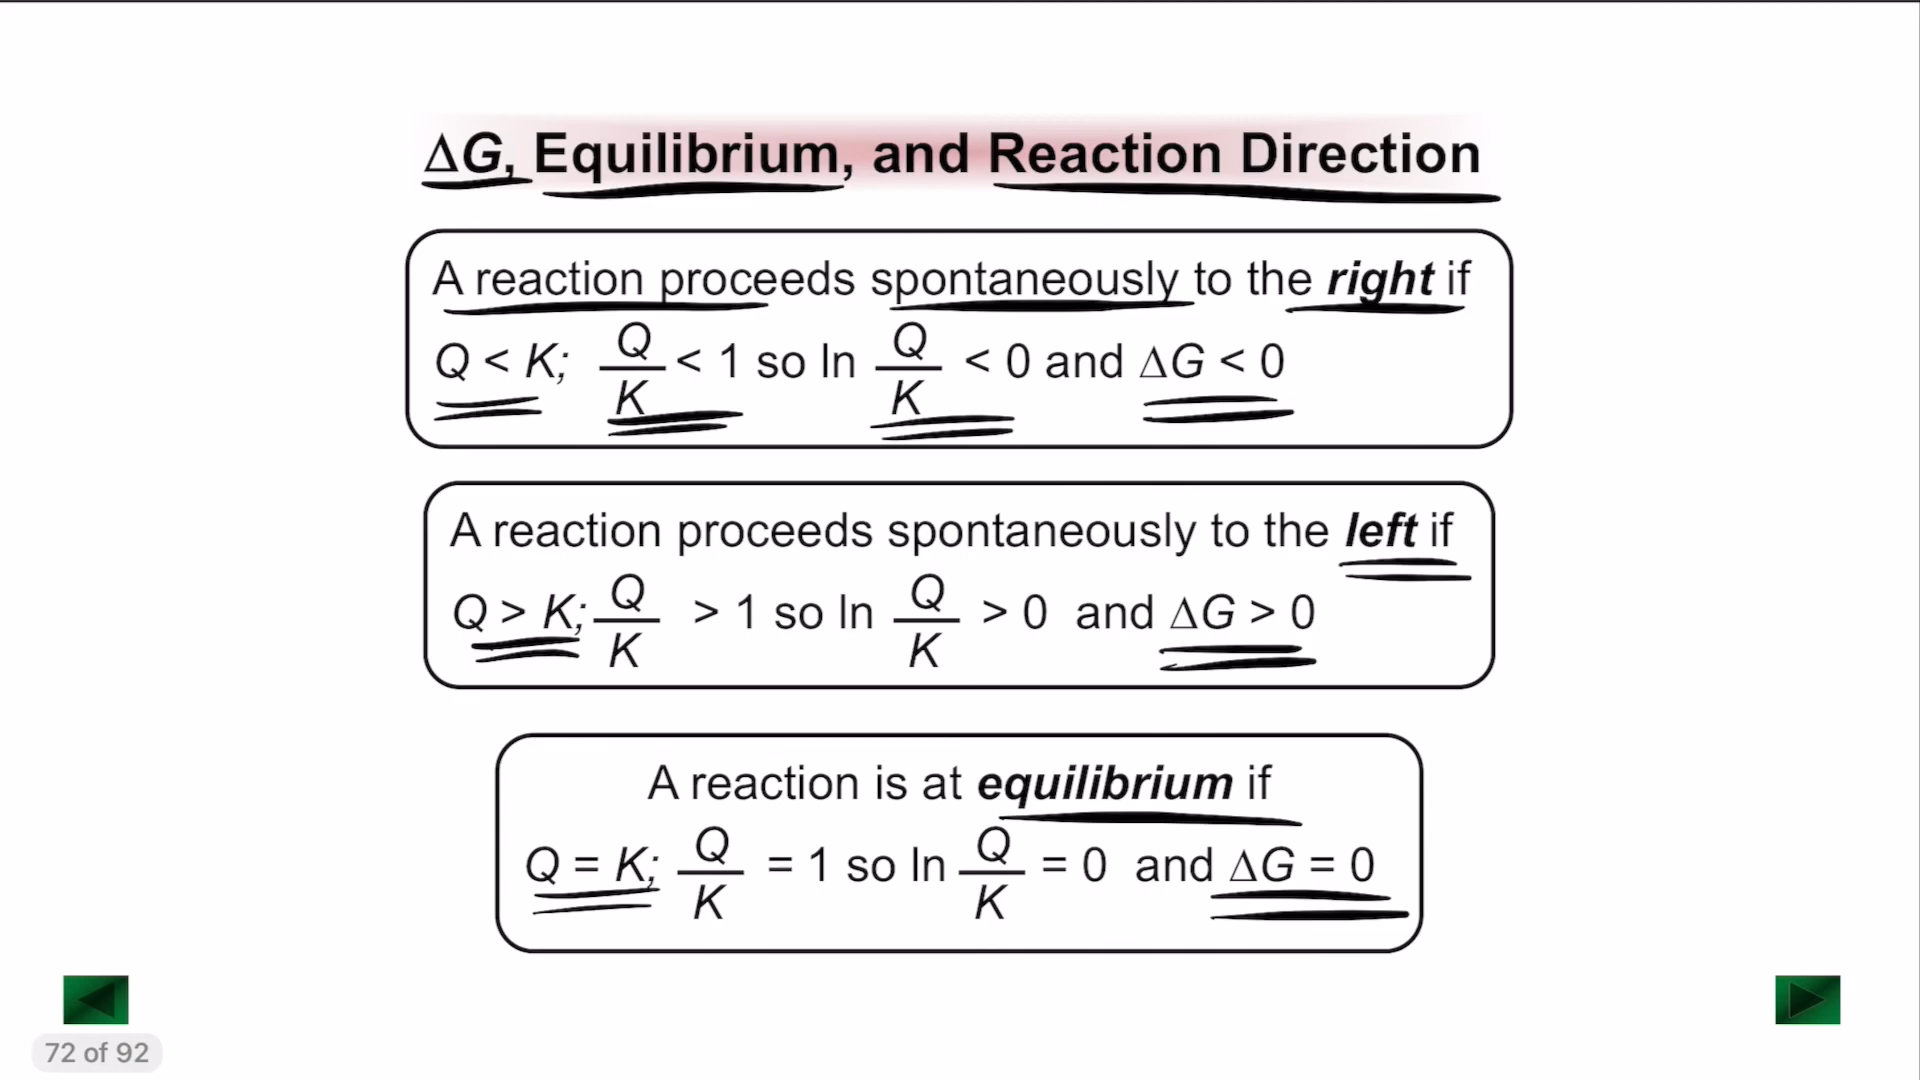 ΔG, Equilibrium, and Reaction Direction
A reaction proceeds spontaneously to the right if
Q < K; Q/K < 1 so ln Q/K < 0 and ΔG < 0
A reaction proceeds spontaneously to the left if
Q > K; Q/K > 1 so ln Q/K > 0 and ΔG > 0
A reaction is at equilibrium if
Q = K; Q/K = 1 so ln Q/K = 0 and ΔG = 0
72 of 92